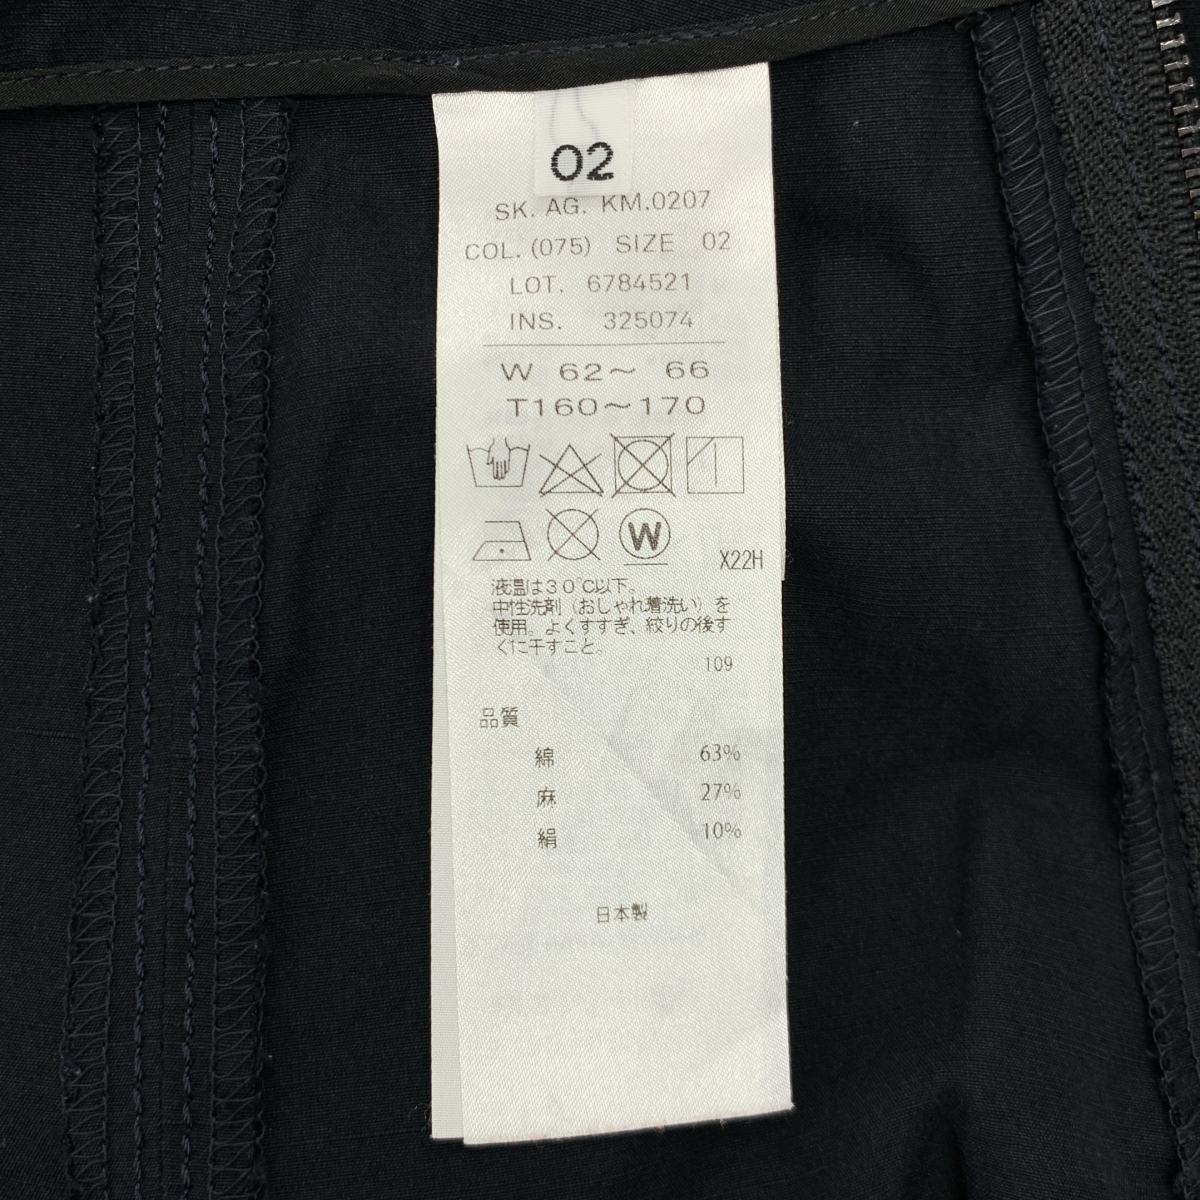 02
SK. AG. KM.0207
COL. (075) SIZE 02
LOT. 6784521
INS. 325074
W 62〜 66
T160〜170
W
X22H
液温は30℃以下。
中性洗剤（おしゃれ着洗い）を
使用。よくすすぎ、絞りの後す
ぐに干すこと。
109
品質
綿 63%
麻 27%
絹 10%
日本製